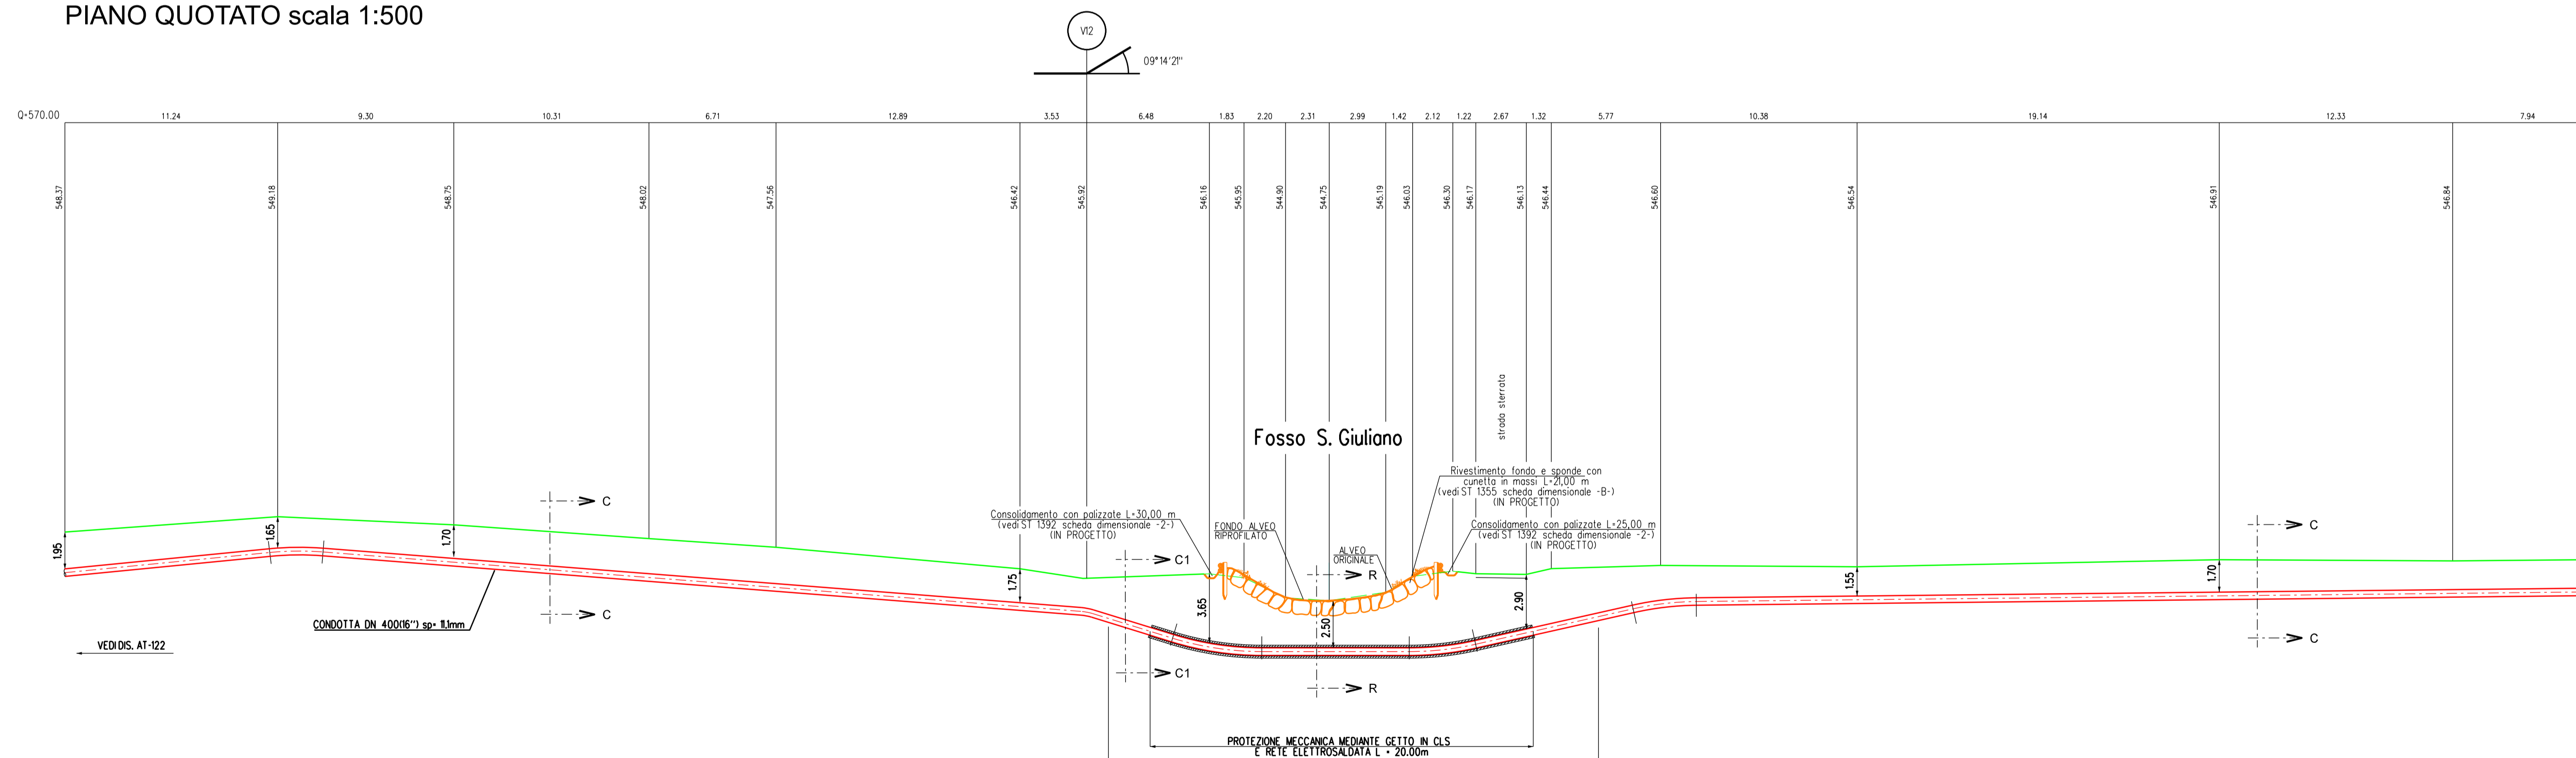 PIANO QUOTATO scala 1:500
V12
09°14'21"
Q=570.00
11.24 9.30 10.31 6.71 12.89 3.53 6.48 1.83 2.20 2.31 2.99 1.42 2.12 1.22 2.67 1.32 5.77 10.38 19.14 12.33 7.94
548.37 549.18 548.75 548.02 547.56 546.42 545.92 546.16 545.95 544.90 544.75 545.19 546.03 546.30 546.17 546.13 546.44 546.60 546.54 546.91 546.84
strada sterrata
Fosso S. Giuliano
Rivestimento fondo e sponde con
cunetta in massi L=21,00 m
(vedi ST 1355 scheda dimensionale -B-)
(IN PROGETTO)
C
Consolidamento con palizzate L=30,00 m
(vedi ST 1392 scheda dimensionale -2-)
(IN PROGETTO)
FONDO ALVEO
RIPROFILATO
Consolidamento con palizzate L=25,00 m
(vedi ST 1392 scheda dimensionale -2-)
(IN PROGETTO)
C
ALVEO
ORIGINALE
1.95
1.65
1.70
C1
R
1.75
3.65
2.50
2.90
1.55
1.70
C
CONDOTTA DN 400(16'') sp= 11,1mm
C
VEDI DIS. AT-122
C1
R
PROTEZIONE MECCANICA MEDIANTE GETTO IN CLS
E RETE ELETTROSALDATA L = 20.00m